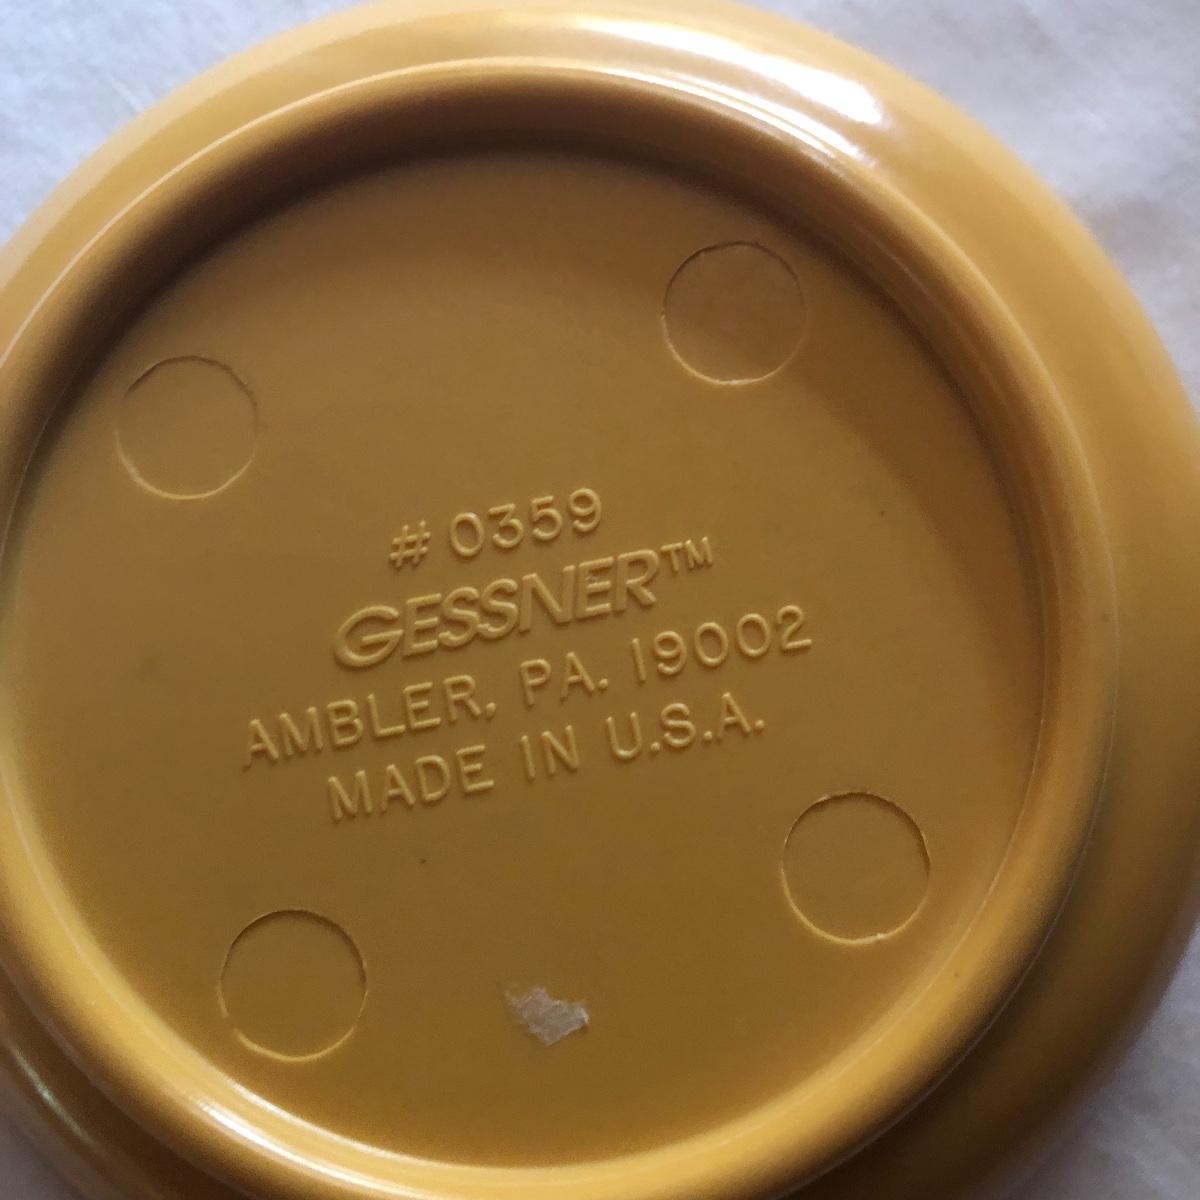 # 0359
GESSNER™
AMBLER, PA. 19002
MADE IN U.S.A.